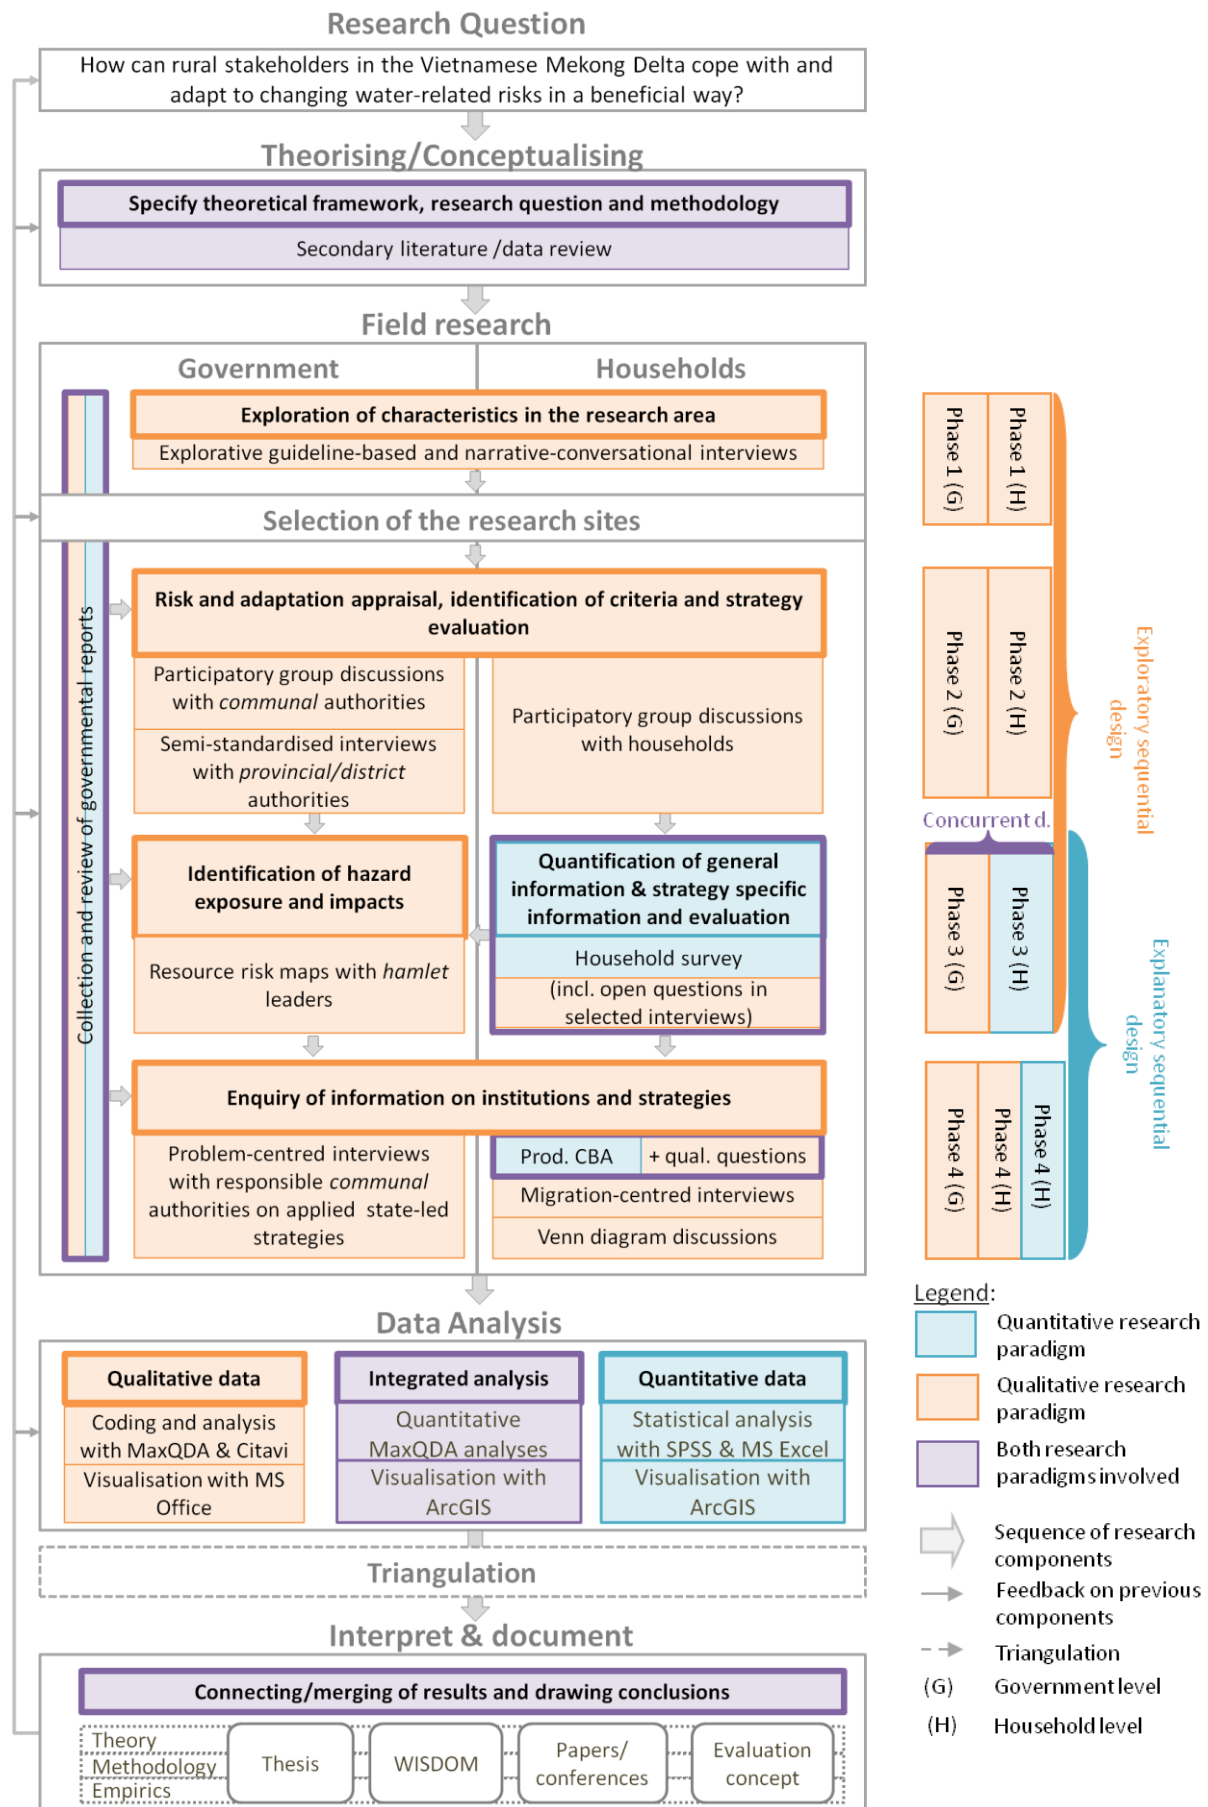 Research Question
How can rural stakeholders in the Vietnamese Mekong Delta cope with and
adapt to changing water-related risks in a beneficial way?
Theorising/Conceptualising
Specify theoretical framework, research question and methodology
Secondary literature /data review
Field research
Government
Households
Exploration of characteristics in the research area
Explorative guideline-based and narrative-conversational interviews
Selection of the research sites
Collection and review of governmental reports
Risk and adaptation appraisal, identification of criteria and strategy
evaluation
Participatory group discussions
with communal authorities
Semi-standardised interviews
with provincial/district
authorities
Participatory group discussions
with households
Identification of hazard
exposure and impacts
Resource risk maps with hamlet
leaders
Quantification of general
information & strategy specific
information and evaluation
Household survey
(incl. open questions in
selected interviews)
Enquiry of information on institutions and strategies
Problem-centred interviews
with responsible communal
authorities on applied state-led
strategies
Prod. CBA
+ qual. questions
Migration-centred interviews
Venn diagram discussions
Phase 1 (G)
Phase 1 (H)
Phase 2 (G)
Phase 2 (H)
Concurrent d.
Phase 3 (G)
Phase 3 (H)
Phase 4 (G)
Phase 4 (H)
Phase 4 (H)
Exploratory sequential
design
Explanatory sequential
design
Data Analysis
Qualitative data
Coding and analysis
with MaxQDA & Citavi
Visualisation with MS
Office
Integrated analysis
Quantitative
MaxQDA analyses
Visualisation with
ArcGIS
Quantitative data
Statistical analysis
with SPSS & MS Excel
Visualisation with
ArcGIS
Triangulation
Interpret & document
Connecting/merging of results and drawing conclusions
Theory
Methodology
Empirics
Thesis
WISDOM
Papers/
conferences
Evaluation
concept
Legend:
Quantitative research
paradigm
Qualitative research
paradigm
Both research
paradigms involved
Sequence of research
components
Feedback on previous
components
Triangulation
(G) Government level
(H) Household level